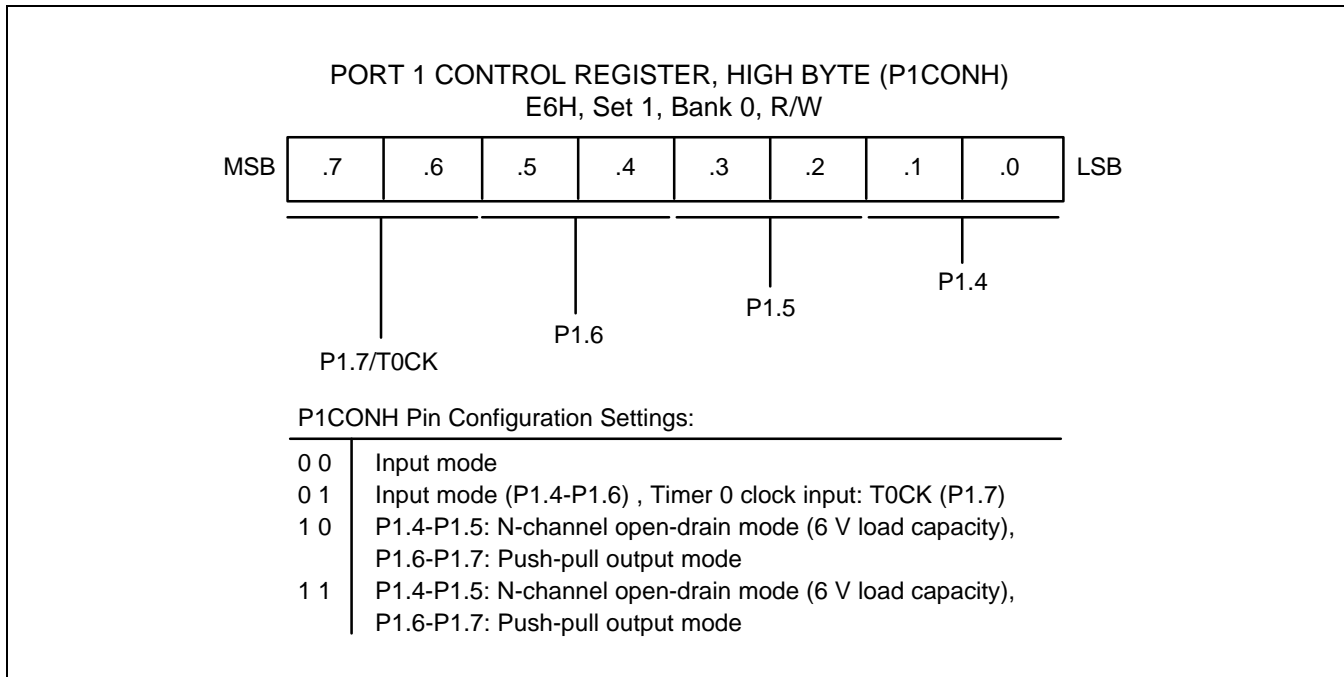 PORT 1 CONTROL REGISTER, HIGH BYTE (P1CONH)
E6H, Set 1, Bank 0, R/W
MSB .7 .6 .5 .4 .3 .2 .1 .0 LSB
P1.4
P1.5
P1.6
P1.7/T0CK
P1CONH Pin Configuration Settings:
0 0 Input mode
0 1 Input mode (P1.4-P1.6) , Timer 0 clock input: T0CK (P1.7)
1 0 P1.4-P1.5: N-channel open-drain mode (6 V load capacity),
P1.6-P1.7: Push-pull output mode
1 1 P1.4-P1.5: N-channel open-drain mode (6 V load capacity),
P1.6-P1.7: Push-pull output mode